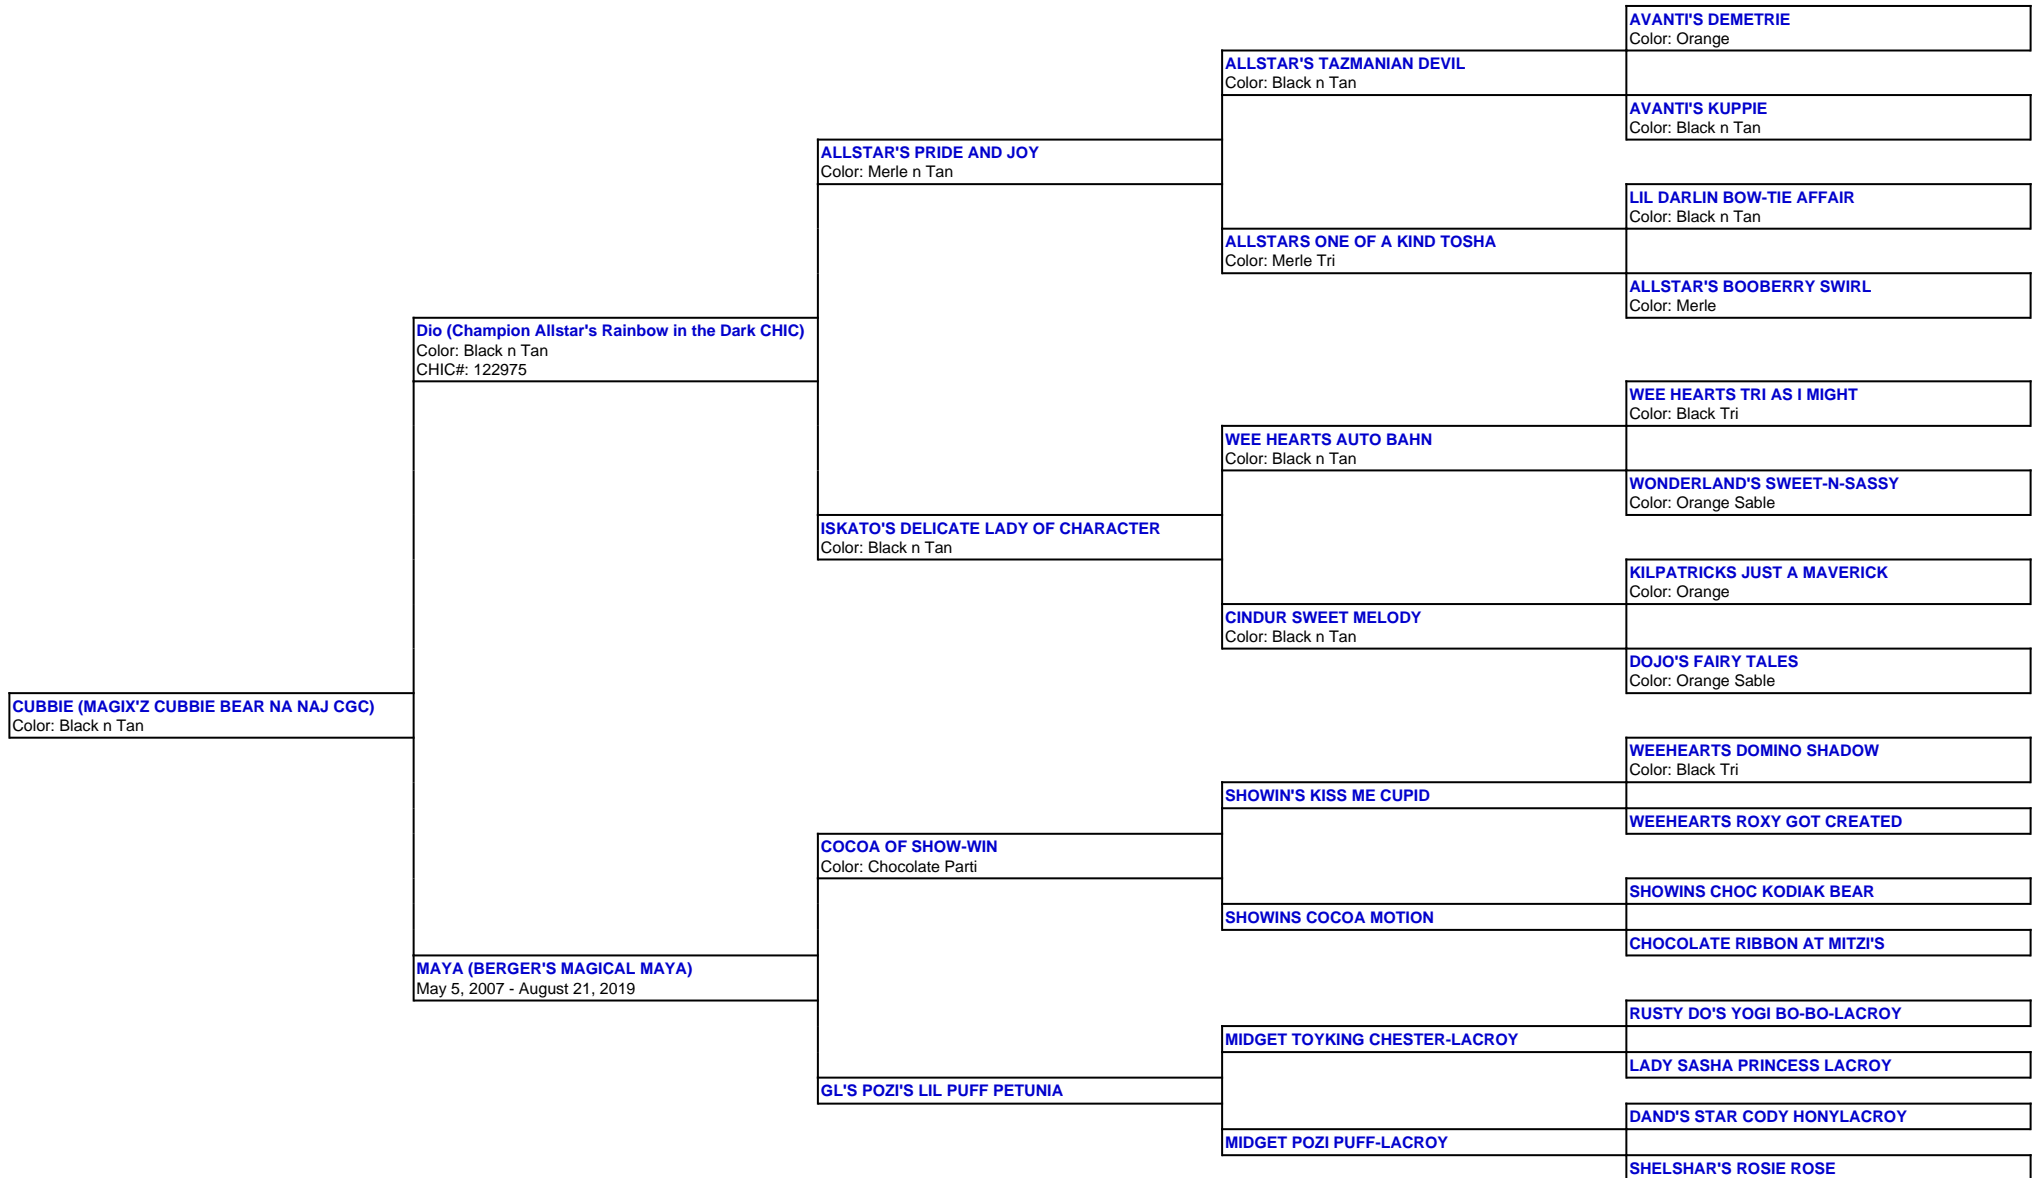 AVANTI'S DEMETRIE
Color: Orange
ALLSTAR'S TAZMANIAN DEVIL
Color: Black n Tan
AVANTI'S KUPPIE
Color: Black n Tan
ALLSTAR'S PRIDE AND JOY
Color: Merle n Tan
LIL DARLIN BOW-TIE AFFAIR
Color: Black n Tan
ALLSTARS ONE OF A KIND TOSHA
Color: Merle Tri
ALLSTAR'S BOOBERRY SWIRL
Color: Merle
Dio (Champion Allstar's Rainbow in the Dark CHIC)
Color: Black n Tan
CHIC#: 122975
WEE HEARTS TRI AS I MIGHT
Color: Black Tri
WEE HEARTS AUTO BAHN
Color: Black n Tan
WONDERLAND'S SWEET-N-SASSY
Color: Orange Sable
ISKATO'S DELICATE LADY OF CHARACTER
Color: Black n Tan
KILPATRICKS JUST A MAVERICK
Color: Orange
CINDUR SWEET MELODY
Color: Black n Tan
DOJO'S FAIRY TALES
Color: Orange Sable
CUBBIE (MAGIX'Z CUBBIE BEAR NA NAJ CGC)
Color: Black n Tan
WEEHEARTS DOMINO SHADOW
Color: Black Tri
SHOWIN'S KISS ME CUPID
WEEHEARTS ROXY GOT CREATED
COCOA OF SHOW-WIN
Color: Chocolate Parti
SHOWINS CHOC KODIAK BEAR
SHOWINS COCOA MOTION
CHOCOLATE RIBBON AT MITZI'S
MAYA (BERGER'S MAGICAL MAYA)
May 5, 2007 - August 21, 2019
RUSTY DO'S YOGI BO-BO-LACROY
MIDGET TOYKING CHESTER-LACROY
LADY SASHA PRINCESS LACROY
GL'S POZI'S LIL PUFF PETUNIA
DAND'S STAR CODY HONYLACROY
MIDGET POZI PUFF-LACROY
SHELSHAR'S ROSIE ROSE